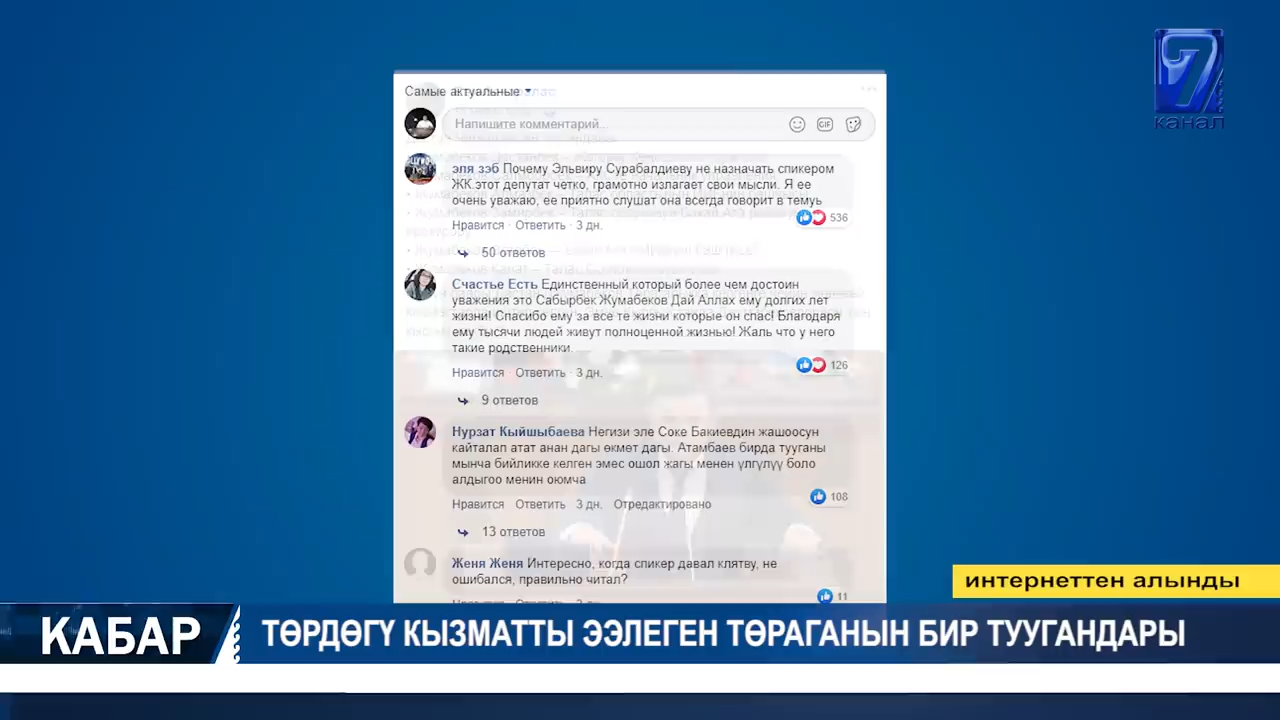 7
канал
Самые актуальные
Напишите комментарий...
GIF
эля зэб Почему Эльвиру Сурабалдиеву не назначать спикером
ЖК.этот депутат четко, грамотно излагает свои мысли. Я ее
очень уважаю, ее приятно слушат она всегда говорит в темуь
536
Нравится · Ответить · 3 дн.
50 ответов
Счастье Есть Единственный который более чем достоин
уважения это Сабырбек Жумабеков Дай Аллах ему долгих лет
жизни! Спасибо ему за все те жизни которые он спас! Благодаря
ему тысячи людей живут полноценной жизнью! Жаль что у него
такие родственники.
126
Нравится · Ответить · 3 дн.
9 ответов
Нурзат Кыйшыбаева Негизи эле Соке Бакиевдин жашоосун
кайталап атат анан дагы өкмөт дагы. Атамбаев бирда тууганы
мынча бийликке келген эмес ошол жагы менен үлгүлүү боло
алдыгоо менин оюмча
108
Нравится Ответить 3 дн. Отредактировано
13 ответов
Женя Женя Интересно, когда спикер давал клятву, не
ошибался, правильно читал?
11
интернеттен алынды
КАБАР
ТӨРДӨГҮ КЫЗМАТТЫ ЭЭЛЕГЕН ТӨРАГАНЫН БИР ТУУГАНДАРЫ